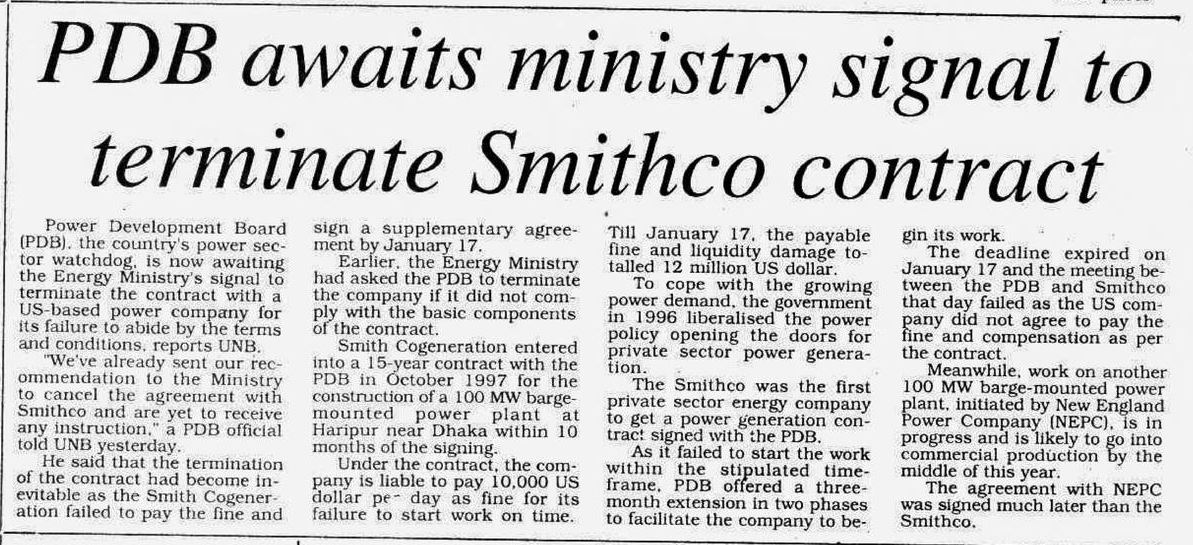 PDB awaits ministry signal to
terminate Smithco contract
Power Development Board
(PDB), the country's power sec-
tor watchdog, is now awaiting
the Energy Ministry's signal to
terminate the contract with a
US-based power company for
its failure to abide by the terms
and conditions, reports UNB.
"We've already sent our rec-
ommendation to the Ministry
to cancel the agreement with
Smithco and are yet to receive
any instruction," a PDB official
told UNB yesterday.
He said that the termination
of the contract had become in-
evitable as the Smith Cogener-
ation failed to pay the fine and
sign a supplementary agree-
ment by January 17.
Earlier, the Energy Ministry
had asked the PDB to terminate
the company if it did not com-
ply with the basic components
of the contract.
Smith Cogeneration entered
into a 15-year contract with the
PDB in October 1997 for the
construction of a 100 MW barge-
mounted power plant at
Haripur near Dhaka within 10
months of the signing.
Under the contract, the com-
pany is liable to pay 10,000 US
dollar pe- day as fine for its
failure to start work on time.
Till January 17, the payable
fine and liquidity damage to-
talled 12 million US dollar.
To cope with the growing
power demand, the government
in 1996 liberalised the power
policy opening the doors for
private sector power genera-
tion.
The Smithco was the first
private sector energy company
to get a power generation con-
tract signed with the PDB.
As it failed to start the work
within the stipulated time-
frame, PDB offered a three-
month extension in two phases
to facilitate the company to be-
gin its work.
The deadline expired on
January 17 and the meeting be-
tween the PDB and Smithco
that day failed as the US com-
pany did not agree to pay the
fine and compensation as per
the contract.
Meanwhile, work on another
100 MW barge-mounted power
plant, initiated by New England
Power Company (NEPC), is in
progress and is likely to go into
commercial production by the
middle of this year.
The agreement with NEPC
was signed much later than the
Smithco.